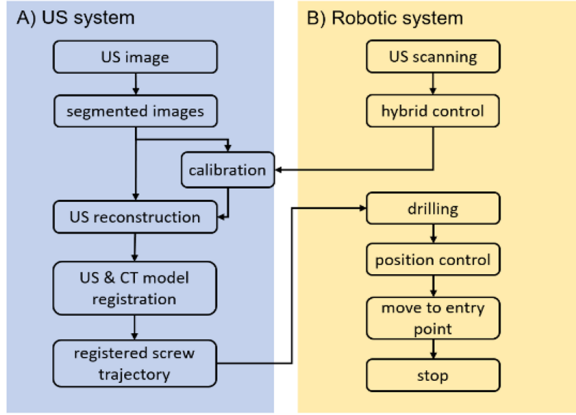 A) US system
US image
segmented images
calibration
US reconstruction
US & CT model
registration
registered screw
trajectory
B) Robotic system
US scanning
hybrid control
drilling
position control
move to entry
point
stop